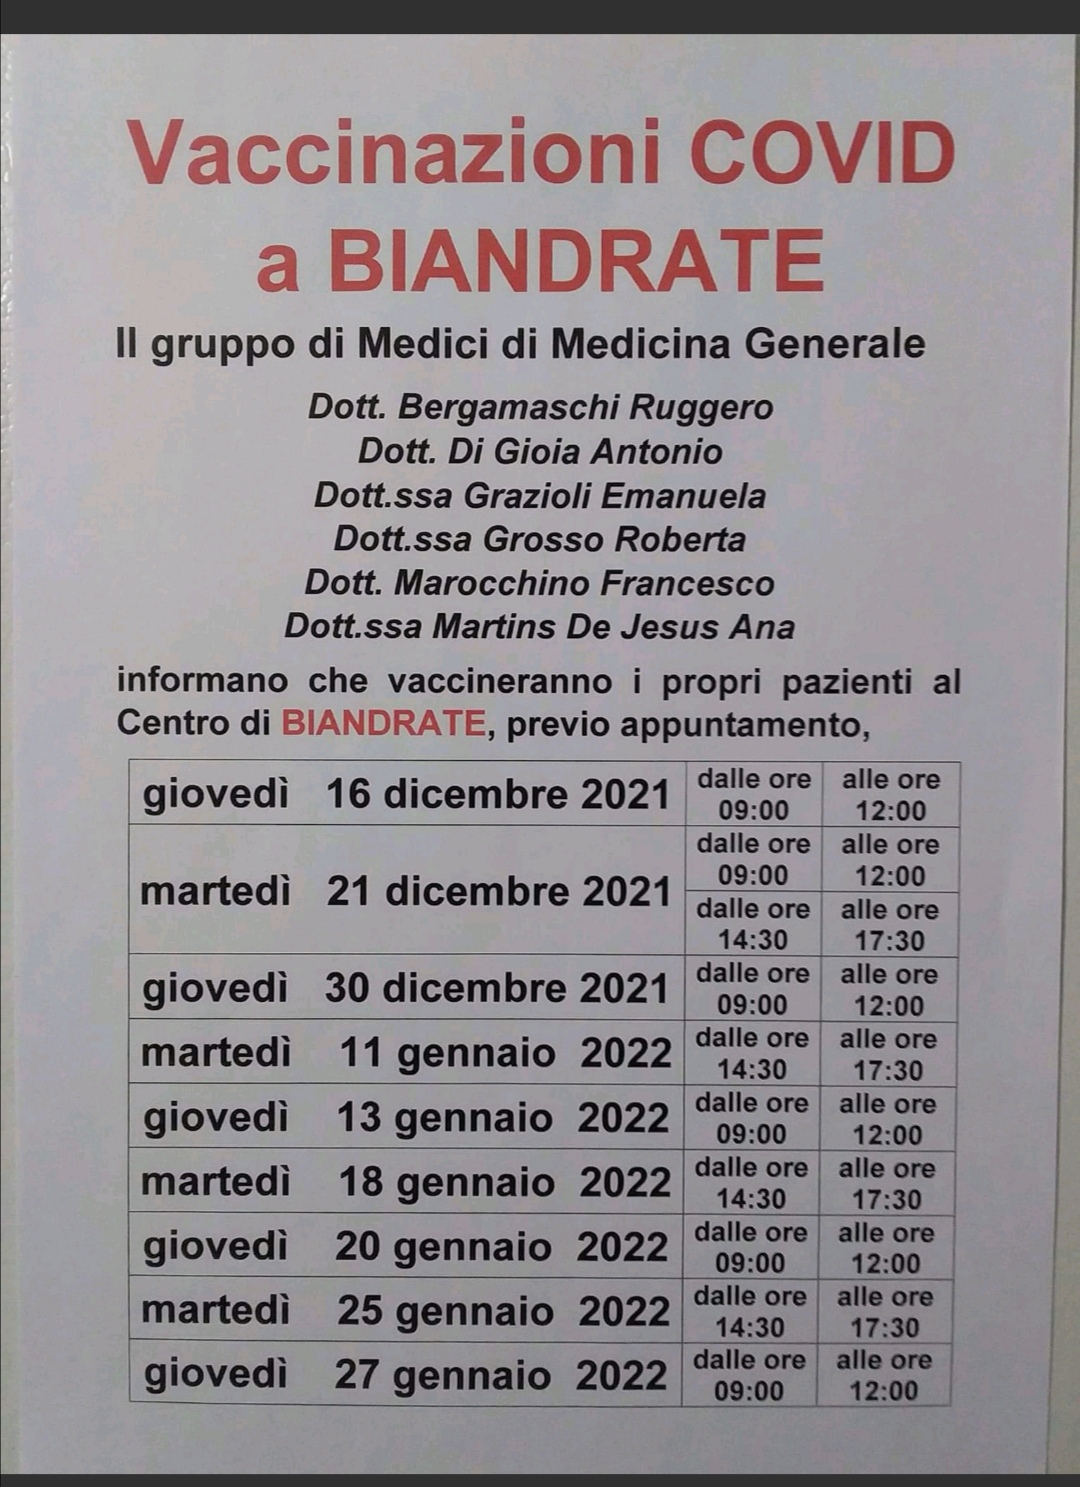 Vaccinazioni COVID
a BIANDRATE
Il gruppo di Medici di Medicina Generale
Dott. Bergamaschi Ruggero
Dott. Di Gioia Antonio
Dott.ssa Grazioli Emanuela
Dott.ssa Grosso Roberta
Dott. Marocchino Francesco
Dott.ssa Martins De Jesus Ana
informano che vaccineranno i propri pazienti al
Centro di BIANDRATE, previo appuntamento,
giovedì 16 dicembre 2021 dalle ore 09:00 alle ore 12:00
martedì 21 dicembre 2021 dalle ore 09:00 alle ore 12:00
dalle ore 14:30 alle ore 17:30
giovedì 30 dicembre 2021 dalle ore 09:00 alle ore 12:00
martedì 11 gennaio 2022 dalle ore 14:30 alle ore 17:30
giovedì 13 gennaio 2022 dalle ore 09:00 alle ore 12:00
martedì 18 gennaio 2022 dalle ore 14:30 alle ore 17:30
giovedì 20 gennaio 2022 dalle ore 09:00 alle ore 12:00
martedì 25 gennaio 2022 dalle ore 14:30 alle ore 17:30
giovedì 27 gennaio 2022 dalle ore 09:00 alle ore 12:00